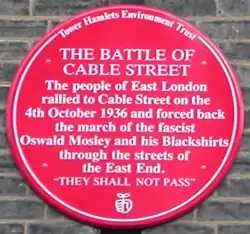 Tower Hamlets Environment Trust
THE BATTLE OF
CABLE STREET
The people of East London
rallied to Cable Street on the
4th October 1936 and forced back
the march of the fascist
Oswald Mosley and his Blackshirts
through the streets of
the East End.
"THEY SHALL NOT PASS"